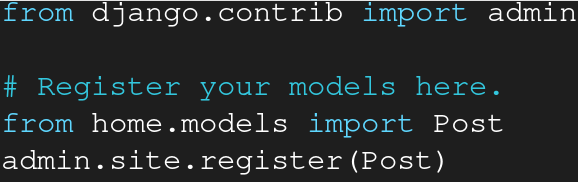 from django.contrib import admin
# Register your models here.
from home.models import Post
admin.site.register(Post)